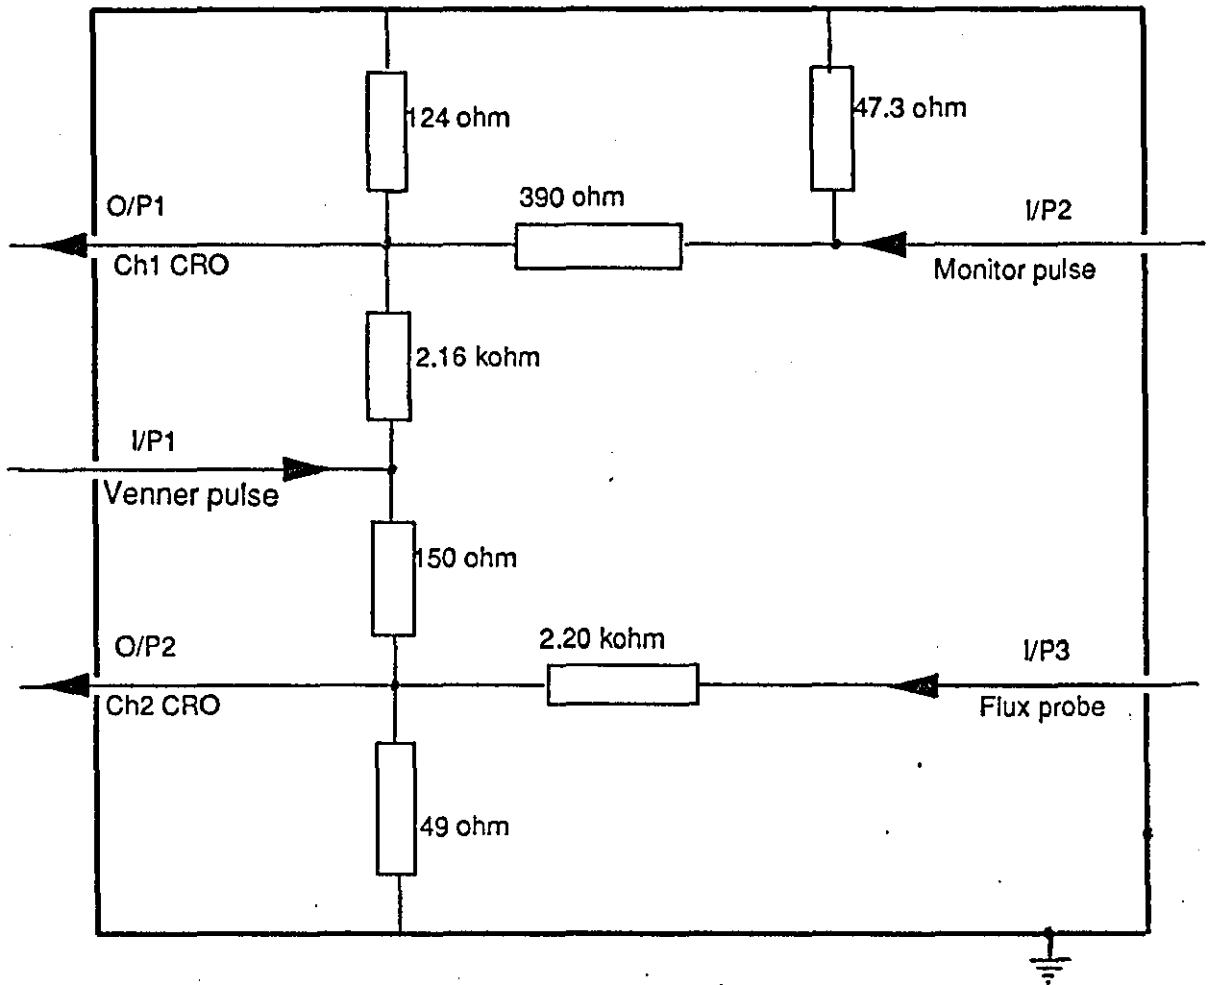 124 ohm
47.3 ohm
O/P1
390 ohm
I/P2
Ch1 CRO
Monitor pulse
2.16 kohm
I/P1
Venner pulse
150 ohm
O/P2
2.20 kohm
I/P3
Ch2 CRO
Flux probe
49 ohm